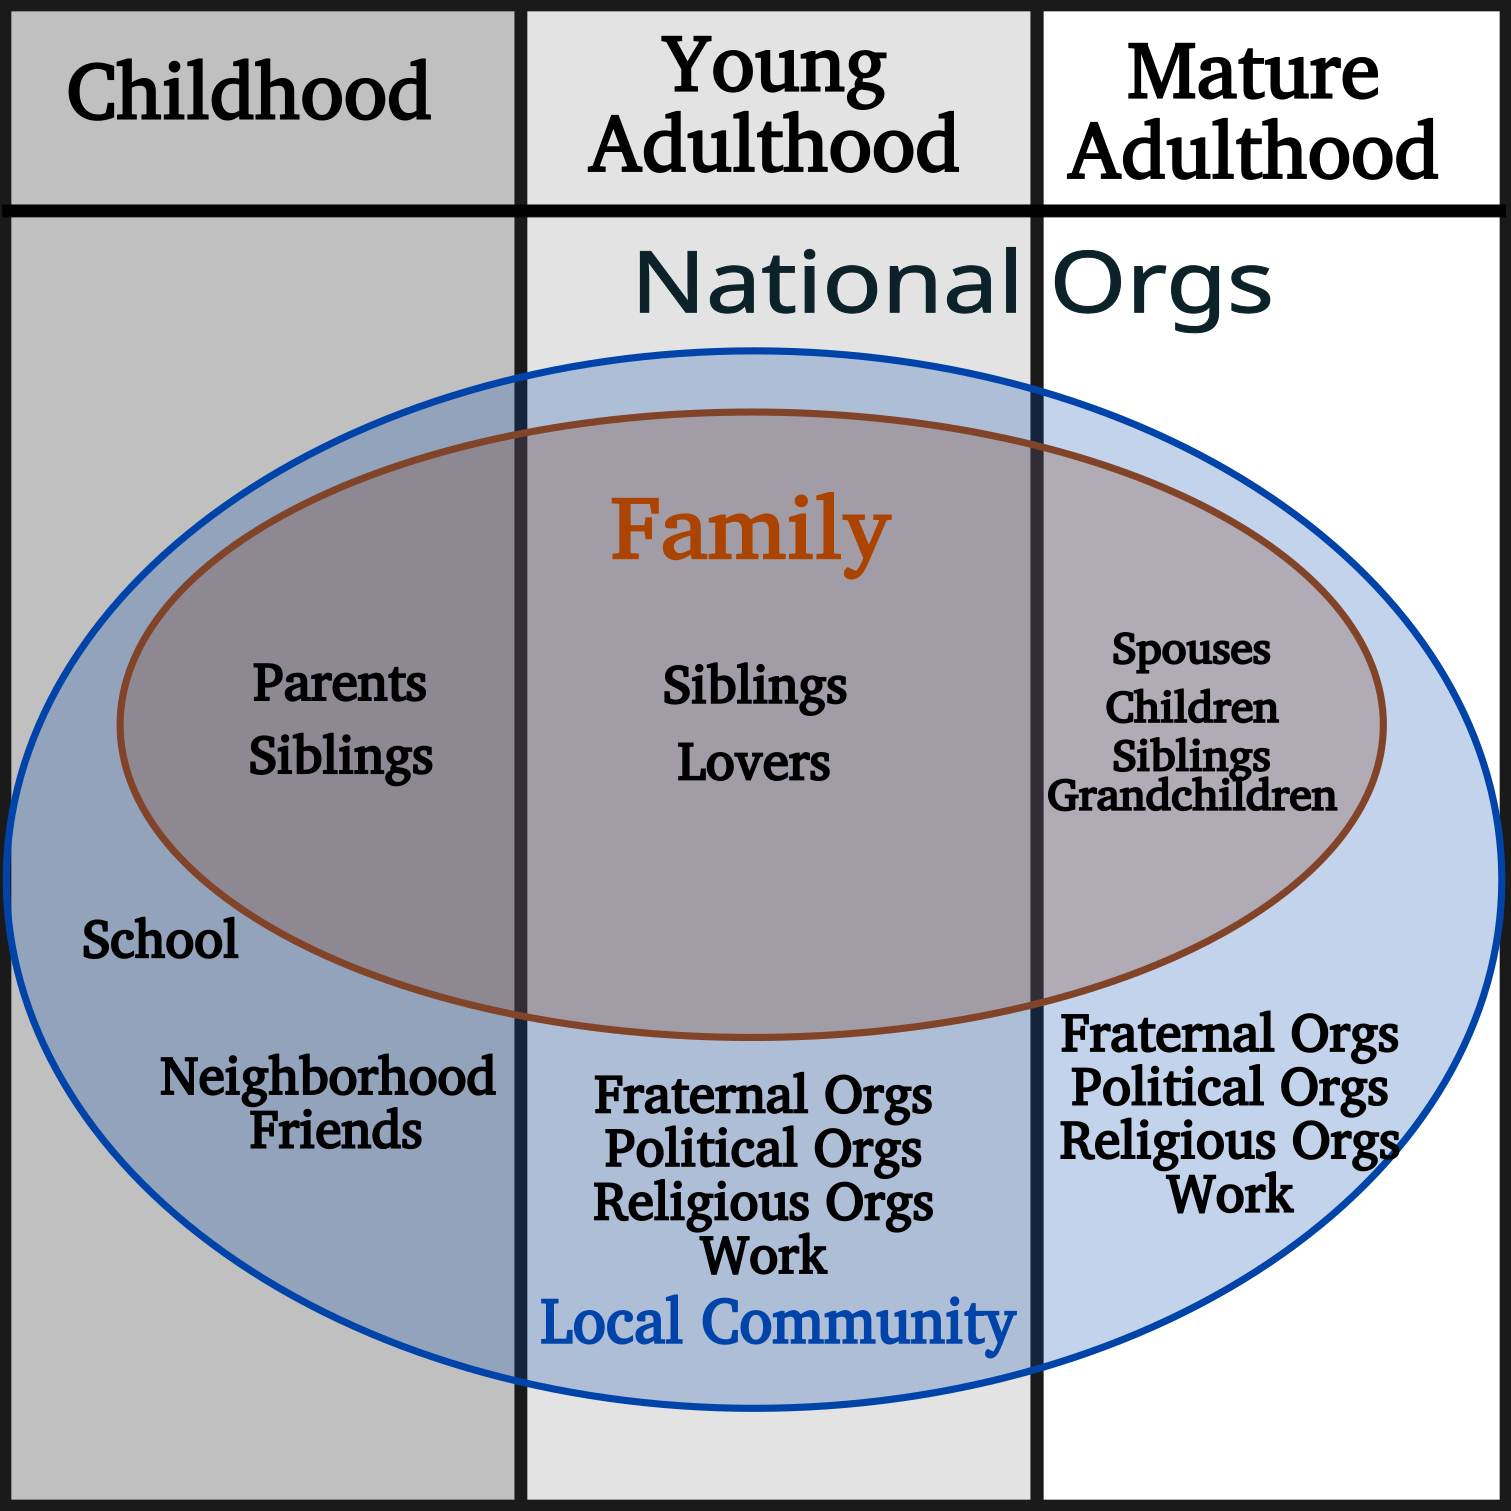 Childhood
Young
Adulthood
Mature
Adulthood
National Orgs
Family
Parents
Siblings
Siblings
Lovers
Spouses
Children
Siblings
Grandchildren
School
Neighborhood
Friends
Fraternal Orgs
Political Orgs
Religious Orgs
Work
Fraternal Orgs
Political Orgs
Religious Orgs
Work
Local Community